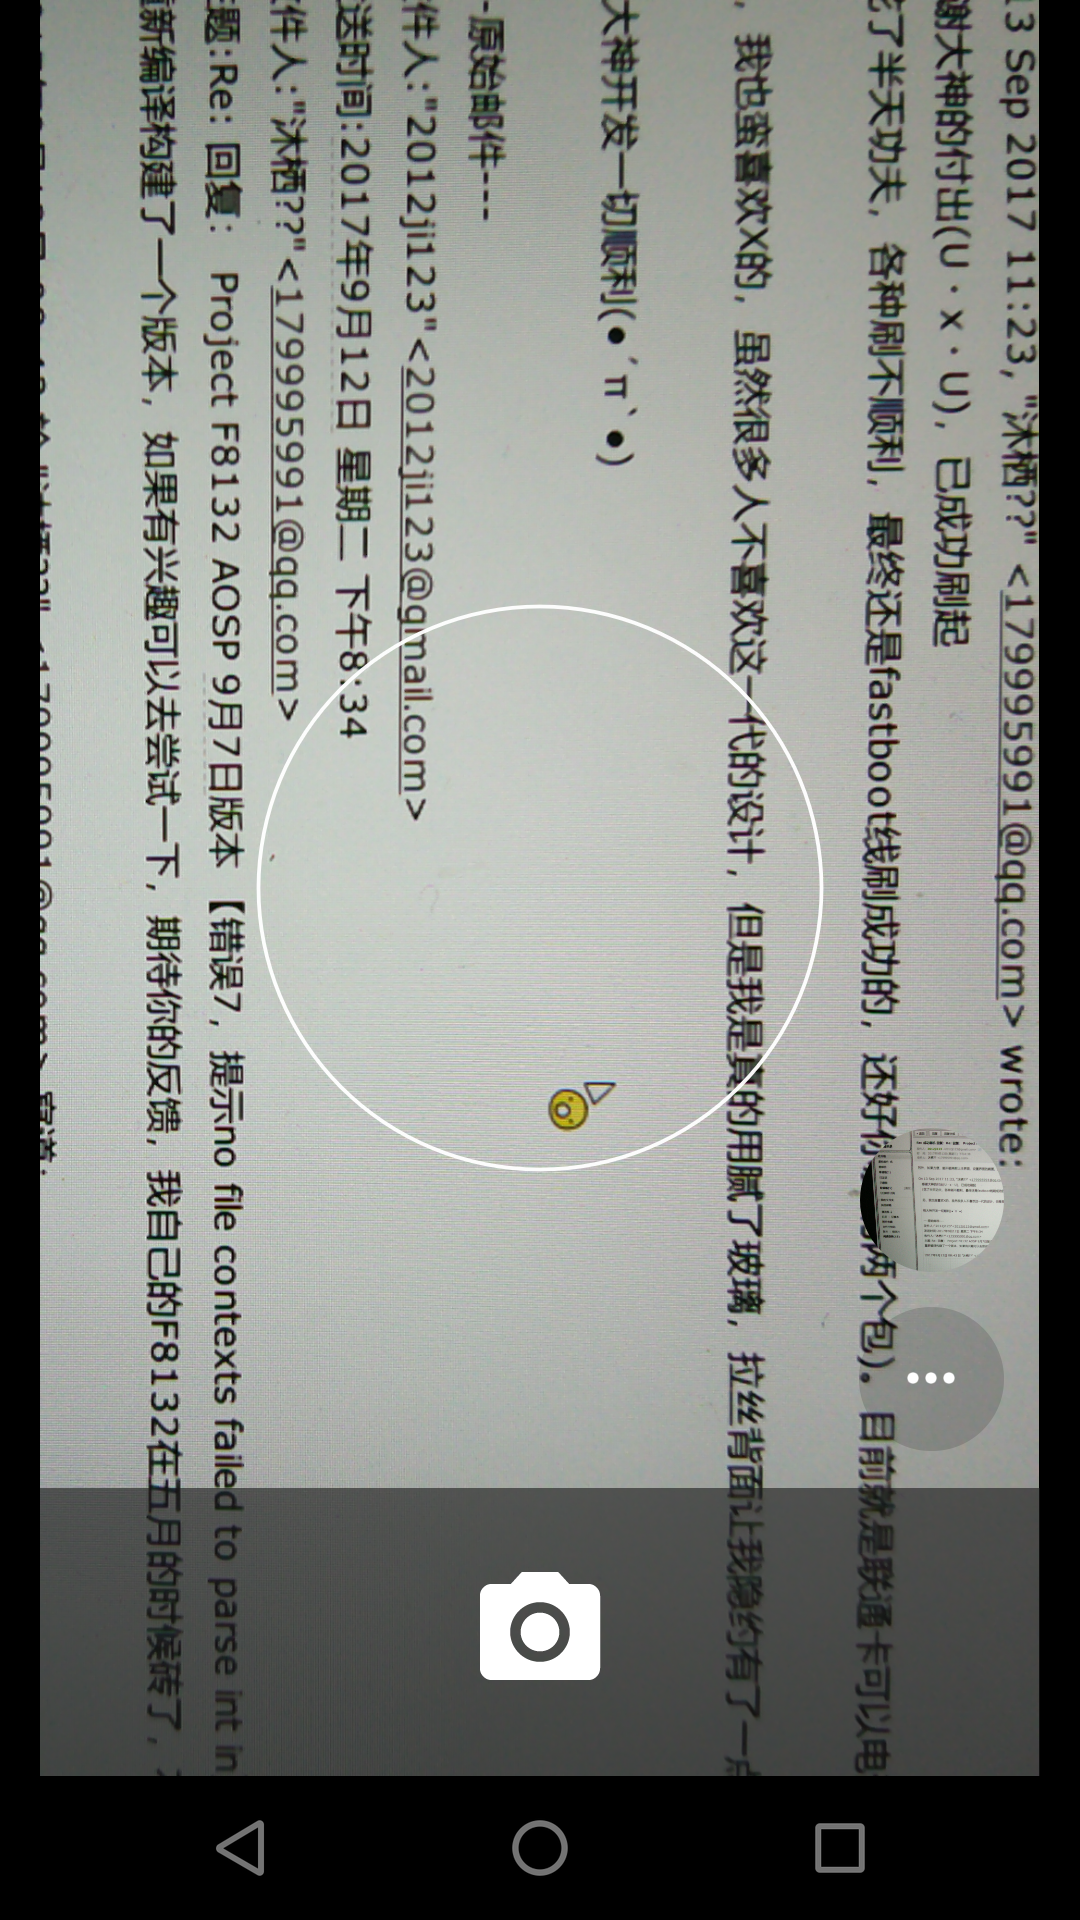 13 Sep 2017 11:23, "沐栖??" <1799995991@qq.com> wrote:
谢大神的付出(U · x · U)，已成功刷起
了半天功夫，各种刷不顺利，最终还是fastboot线刷成功的，还好 两个包)。目前就是联通卡可以电
，我也蛮喜欢X的，虽然很多人不喜欢这一代的设计，但是我是真的用腻了玻璃，拉丝背面让我隐约有了一点
大神开发一切顺利(●´π`●)
-原始邮件----
件人:"2012ji123"<2012ji123@gmail.com>
送时间:2017年9月12日 星期二 下午8:34
件人:"沐栖??"<1799995991@qq.com>
题:Re: 回复： Project F8132 AOSP 9月7日版本 【错误7，提示no file contexts failed to parse int in
重新编译构建了一个版本，如果有兴趣可以去尝试一下，期待你的反馈，我自己的F8132在五月的时候砖了，